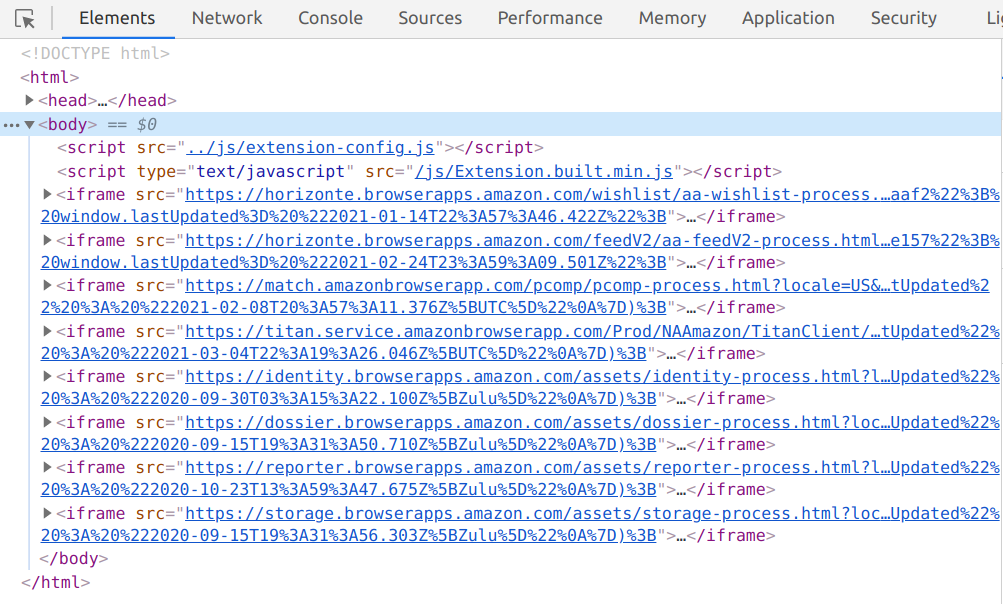 Elements Network Console Sources Performance Memory Application Security Li
<!DOCTYPE html>
<html>
<head>…</head>
<body> == $0
<script src="../js/extension-config.js"></script>
<script type="text/javascript" src="/js/Extension.built.min.js"></script>
<iframe src="https://horizonte.browserapps.amazon.com/wishlist/aa-wishlist-process.…aaf2%22%3B%
20window.lastUpdated%3D%20%222021-01-14T22%3A57%3A46.422Z%22%3B">…</iframe>
<iframe src="https://horizonte.browserapps.amazon.com/feedV2/aa-feedV2-process.html…e157%22%3B%
20window.lastUpdated%3D%20%222021-02-24T23%3A59%3A09.501Z%22%3B">…</iframe>
<iframe src="https://match.amazonbrowserapp.com/pcomp/pcomp-process.html?locale=US&…tUpdated%2
2%20%3A%20%222021-02-08T20%3A57%3A11.376Z%5BUTC%5D%22%0A%7D)%3B">…</iframe>
<iframe src="https://titan.service.amazonbrowserapp.com/Prod/NAAmazon/TitanClient/…tUpdated%22%
20%3A%20%222021-03-04T22%3A19%3A26.046Z%5BUTC%5D%22%0A%7D)%3B">…</iframe>
<iframe src="https://identity.browserapps.amazon.com/assets/identity-process.html?l…Updated%22%
20%3A%20%222020-09-30T03%3A15%3A22.100Z%5BZulu%5D%22%0A%7D)%3B">…</iframe>
<iframe src="https://dossier.browserapps.amazon.com/assets/dossier-process.html?loc…Updated%22%
20%3A%20%222020-09-15T19%3A31%3A50.710Z%5BZulu%5D%22%0A%7D)%3B">…</iframe>
<iframe src="https://reporter.browserapps.amazon.com/assets/reporter-process.html?l…Updated%22%
20%3A%20%222020-10-23T13%3A59%3A47.675Z%5BZulu%5D%22%0A%7D)%3B">…</iframe>
<iframe src="https://storage.browserapps.amazon.com/assets/storage-process.html?loc…Updated%22%
20%3A%20%222020-09-15T19%3A31%3A56.303Z%5BZulu%5D%22%0A%7D)%3B">…</iframe>
</body>
</html>